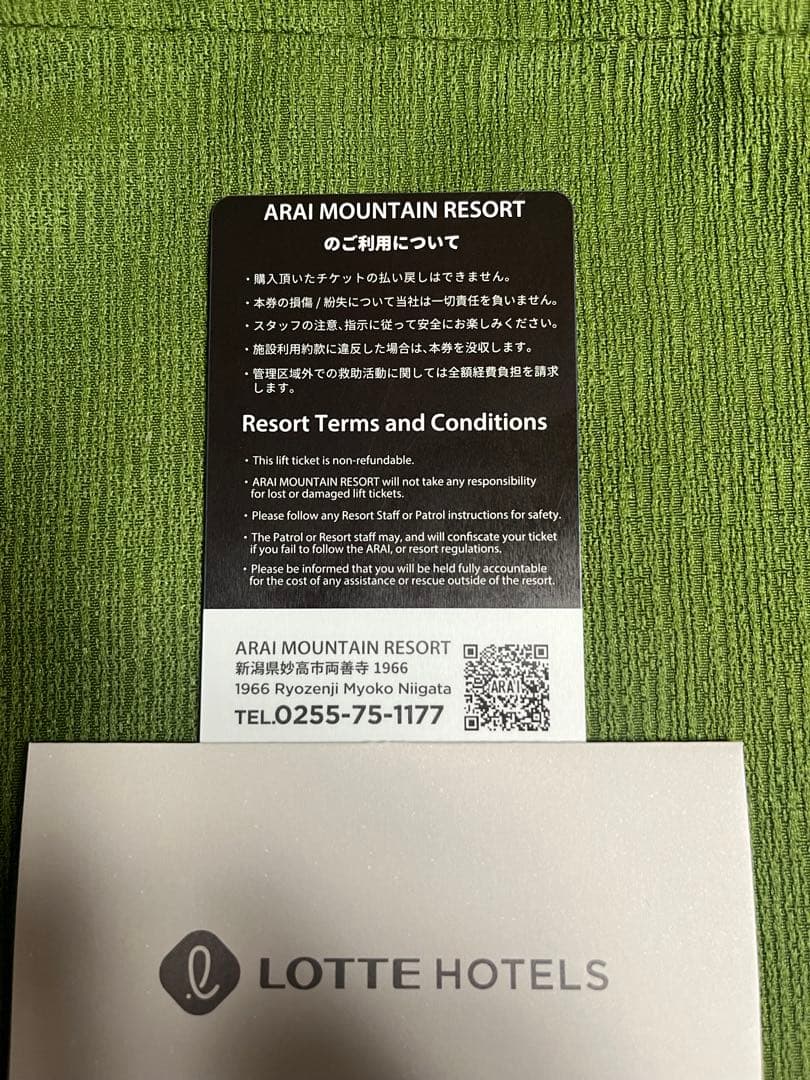 ARAI MOUNTAIN RESORT
のご利用について
・購入頂いたチケットの払い戻しはできません。
・本券の損傷 / 紛失について当社は一切責任を負いません。
・スタッフの注意、指示に従って安全にお楽しみください。
・施設利用約款に違反した場合は、本券を没収します。
・管理区域外での救助活動に関しては全額経費負担を請求
します。
Resort Terms and Conditions
・This lift ticket is non-refundable.
・ARAI MOUNTAIN RESORT will not take any responsibility
for lost or damaged lift tickets.
・Please follow any Resort Staff or Patrol instructions for safety.
・The Patrol or Resort staff may, and will confiscate your ticket
if you fail to follow the ARAI, or resort regulations.
・Please be informed that you will be held fully accountable
for the cost of any assistance or rescue outside of the resort.
ARAI MOUNTAIN RESORT
新潟県妙高市両善寺 1966
1966 Ryozenji Myoko Niigata
TEL.0255-75-1177
ARAI
LOTTE HOTELS